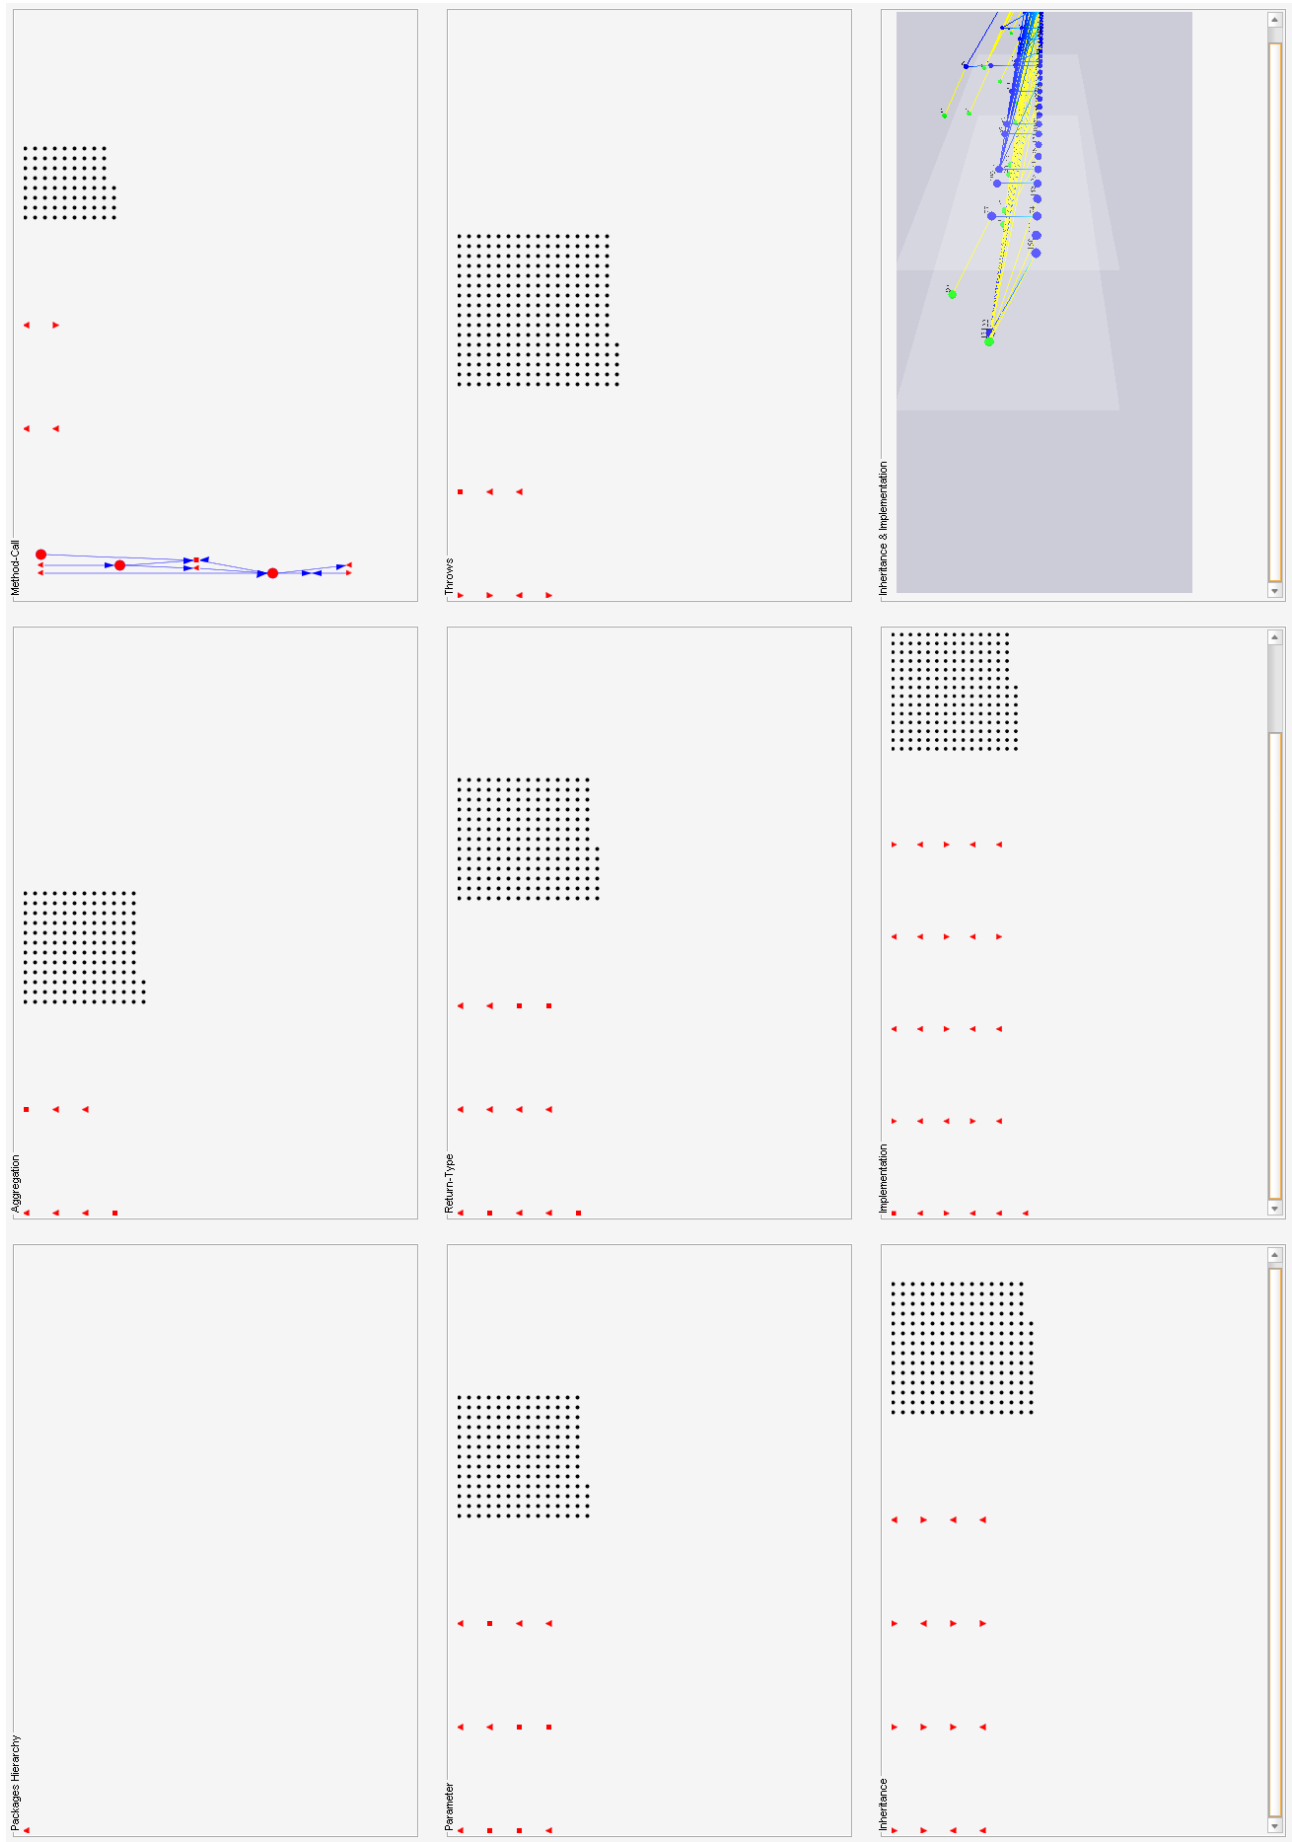 Packages Hierarchy
Aggregation
Method-Call
Parameter
Return-Type
Throws
Inheritance
Implementation
Inheritance & Implementation